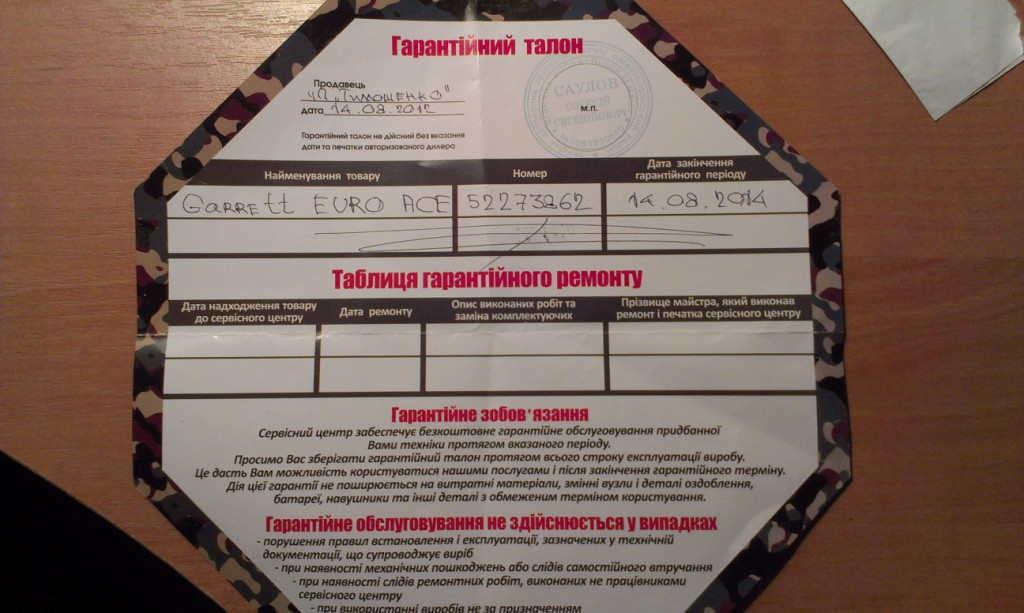 Гарантійний талон
Продавець
ЧП „Тимошенко"
дата 14.08.2012
САУЛОВ
ЄВГЕНІЙОВИЧ
м.п.
Гарантійний талон не дійсний без вказання
дати та печатки авторизованого дилера
Найменування товару Номер Дата закінчення гарантійного періоду
Garrett EURO ACE 52273862 14.08.2014
Таблиця гарантійного ремонту
Дата надходження товару до сервісного центру Дата ремонту Опис виконаних робіт та заміна комплектуючих Прізвище майстра, який виконав ремонт і печатка сервісного центру
Гарантійне зобов'язання
Сервісний центр забеспечує безкоштовне гарантійне обслуговування придбанної
Вами техніки протягом вказаного періоду.
Просимо Вас зберігати гарантійний талон протягом всього строку експлуатації виробу.
Це дасть Вам можливість користуватися нашими послугами і після закінчення гарантійного терміну.
Дія цієї гарантії не поширюється на витратні матеріали, змінні вузли і деталі оздоблення,
батареї, навушники та інші деталі з обмеженим терміном користування.
Гарантійне обслуговування не здійснюється у випадках
- порушення правил встановлення і експлуатації, зазначених у технічній
документації, що супроводжує виріб
- при наявності механічних пошкоджень або слідів самостійного втручання
- при наявності слідів ремонтних робіт, виконаних не працівниками
сервісного центру
- при використанні виробів не за призначенням